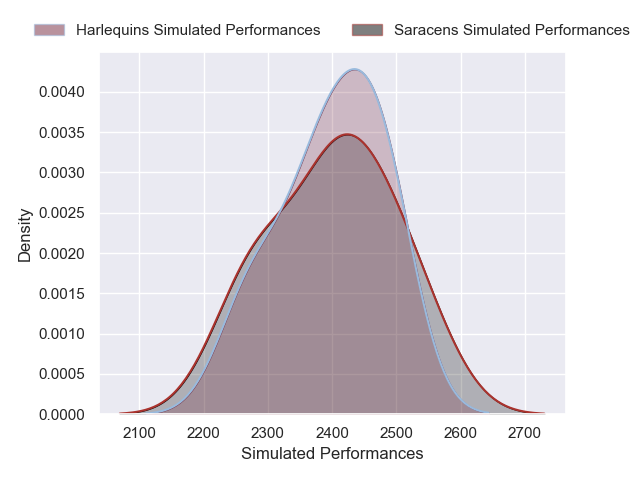 Harlequins Simulated Performances Saracens Simulated Performances
0.0040
0.0035
0.0030
0.0025
0.0020
0.0015
0.0010
0.0005
0.0000
Density
2100 2200 2300 2400 2500 2600 2700
Simulated Performances